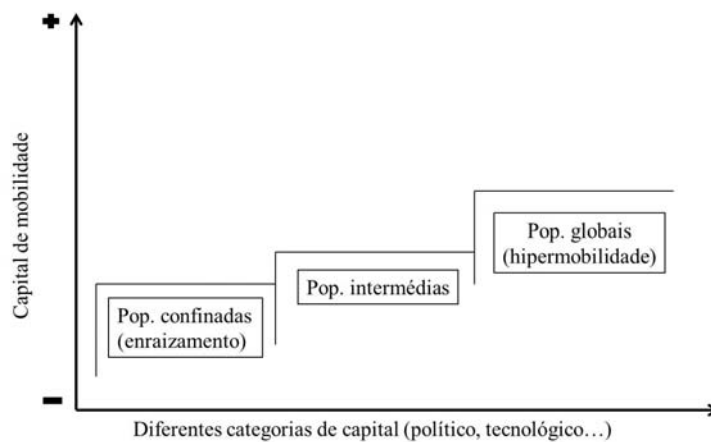 +
Capital de mobilidade
Pop. globais
(hipermobilidade)
Pop. intermédias
Pop. confinadas
(enraizamento)
-
Diferentes categorias de capital (político, tecnológico…)